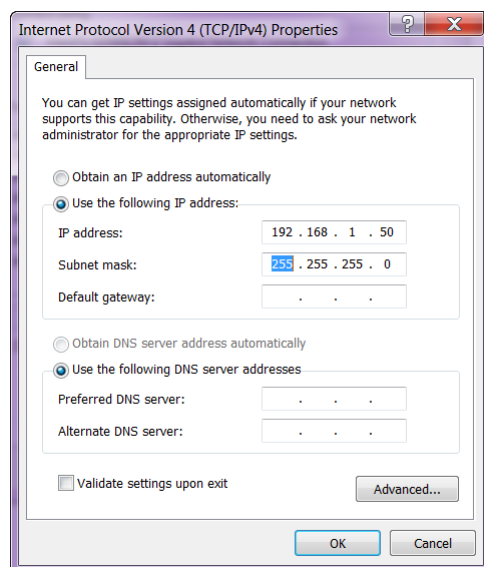 Internet Protocol Version 4 (TCP/IPv4) Properties
General
You can get IP settings assigned automatically if your network
supports this capability. Otherwise, you need to ask your network
administrator for the appropriate IP settings.
Obtain an IP address automatically
Use the following IP address:
IP address: 192 . 168 . 1 . 50
Subnet mask: 255 . 255 . 255 . 0
Default gateway: . . .
Obtain DNS server address automatically
Use the following DNS server addresses
Preferred DNS server: . . .
Alternate DNS server: . . .
Validate settings upon exit
Advanced...
OK Cancel